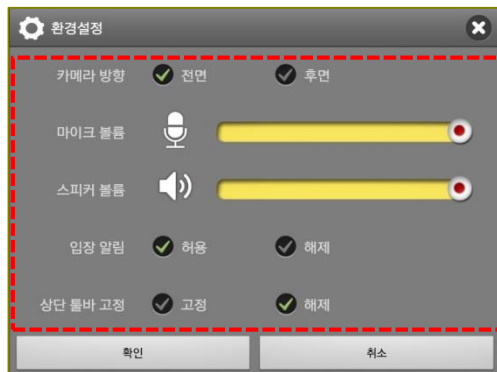 환경설정
카메라 방향 전면 후면
마이크 볼륨
스피커 볼륨
입장 알림 허용 해제
상단 툴바 고정 고정 해제
확인 취소